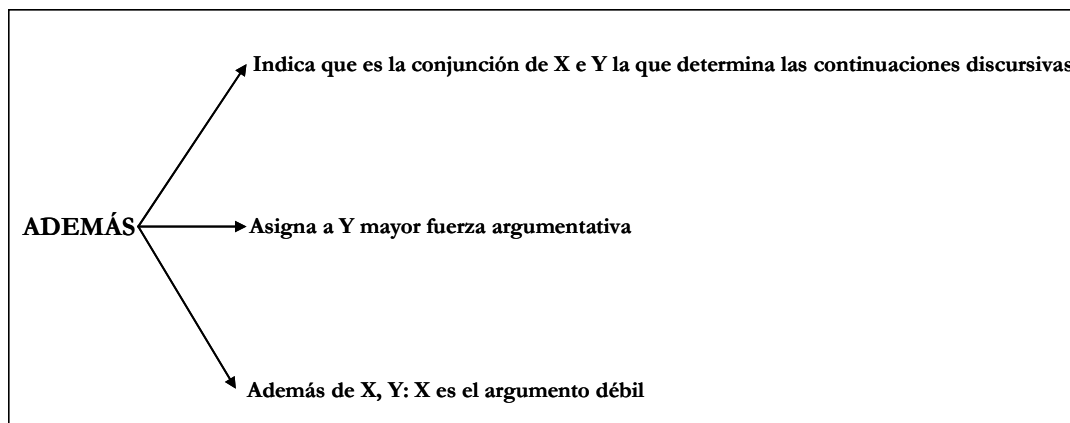 Indica que es la conjunción de X e Y la que determina las continuaciones discursivas
ADEMÁS
Asigna a Y mayor fuerza argumentativa
Además de X, Y: X es el argumento débil